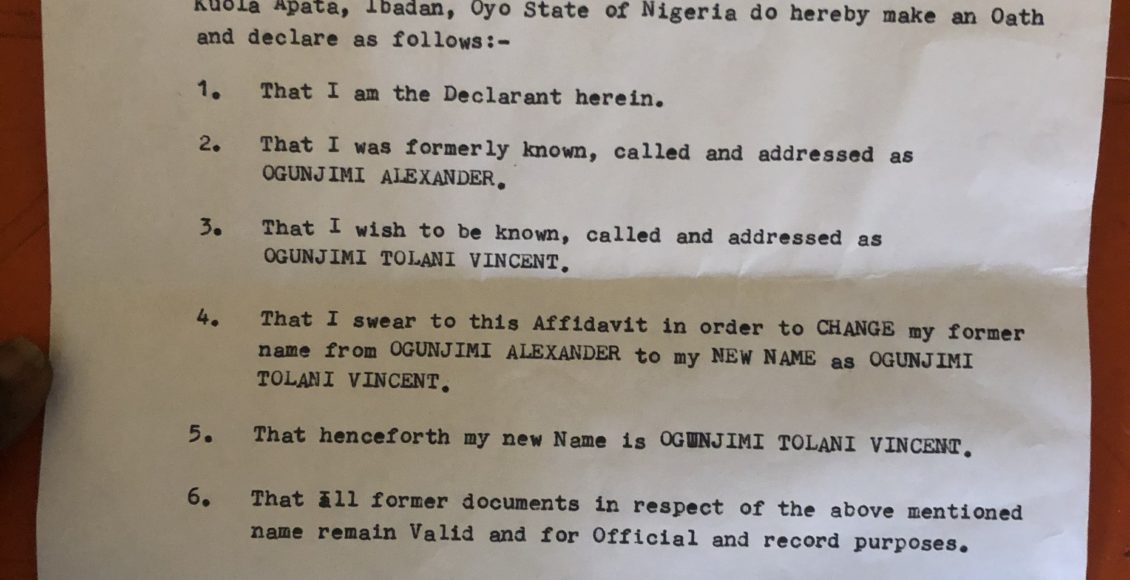 Kuola Apata, Ibadan, Oyo State of Nigeria do hereby make an Oath
and declare as follows:-
1. That I am the Declarant herein.
2. That I was formerly known, called and addressed as
OGUNJIMI ALEXANDER.
3. That I wish to be known, called and addressed as
OGUNJIMI TOLANI VINCENT.
4. That I swear to this Affidavit in order to CHANGE my former
name from OGUNJIMI ALEXANDER to my NEW NAME as OGUNJIMI
TOLANI VINCENT.
5. That henceforth my new Name is OGUNJIMI TOLANI VINCENT.
6. That all former documents in respect of the above mentioned
name remain Valid and for Official and record purposes.